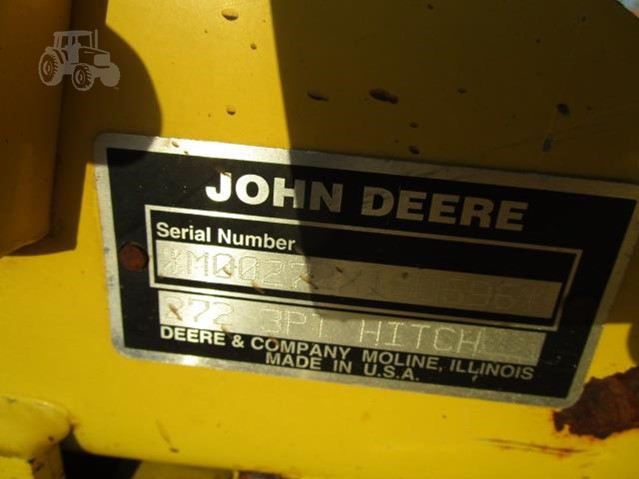 JOHN DEERE
Serial Number
272 3PT HITCH
DEERE & COMPANY MOLINE, ILLINOIS
MADE IN U.S.A.